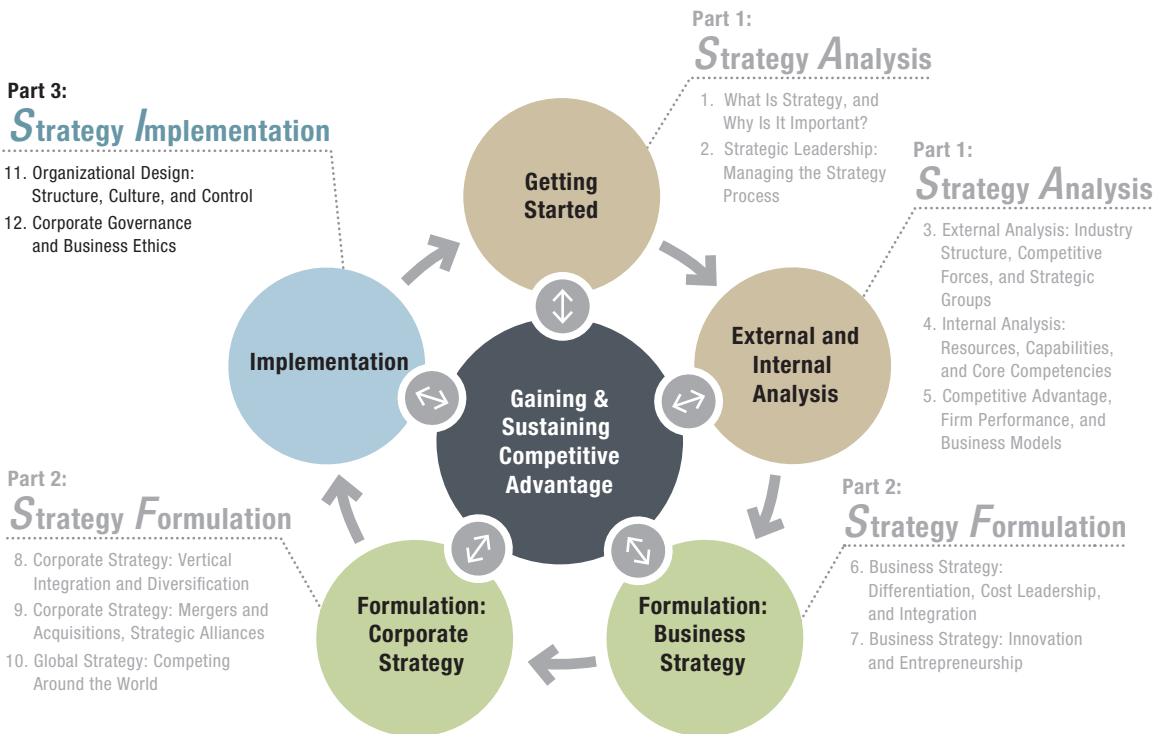 Part 1:
Strategy Analysis
1. What Is Strategy, and
Why Is It Important?
2. Strategic Leadership:
Managing the Strategy
Process
Part 1:
Strategy Analysis
3. External Analysis: Industry
Structure, Competitive
Forces, and Strategic
Groups
4. Internal Analysis:
Resources, Capabilities,
and Core Competencies
5. Competitive Advantage,
Firm Performance, and
Business Models
Part 2:
Strategy Formulation
6. Business Strategy:
Differentiation, Cost Leadership,
and Integration
7. Business Strategy: Innovation
and Entrepreneurship
Part 2:
Strategy Formulation
8. Corporate Strategy: Vertical
Integration and Diversification
9. Corporate Strategy: Mergers and
Acquisitions, Strategic Alliances
10. Global Strategy: Competing
Around the World
Part 3:
Strategy Implementation
11. Organizational Design:
Structure, Culture, and Control
12. Corporate Governance
and Business Ethics
Getting
Started
External and
Internal
Analysis
Formulation:
Business
Strategy
Formulation:
Corporate
Strategy
Implementation
Gaining &
Sustaining
Competitive
Advantage